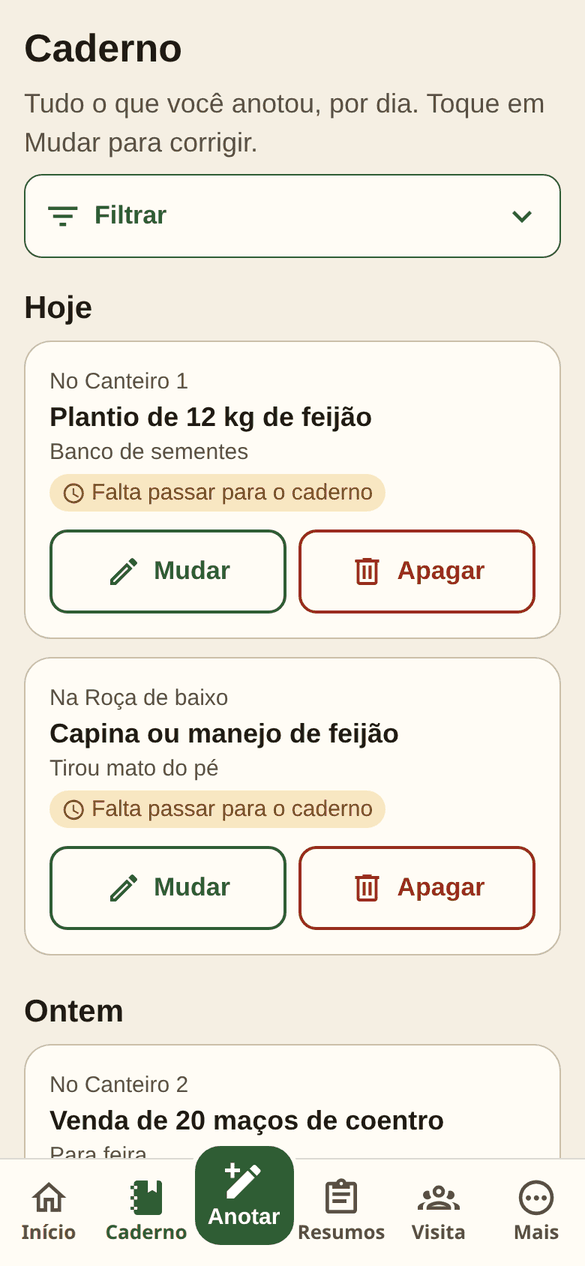 Caderno
Tudo o que você anotou, por dia. Toque em
Mudar para corrigir.
Filtrar
Hoje
No Canteiro 1
Plantio de 12 kg de feijão
Banco de sementes
Falta passar para o caderno
Mudar
Apagar
Na Roça de baixo
Capina ou manejo de feijão
Tirou mato do pé
Falta passar para o caderno
Mudar
Apagar
Ontem
No Canteiro 2
Venda de 20 maços de coentro
Para feira
Início
Caderno
Anotar
Resumos
Visita
Mais